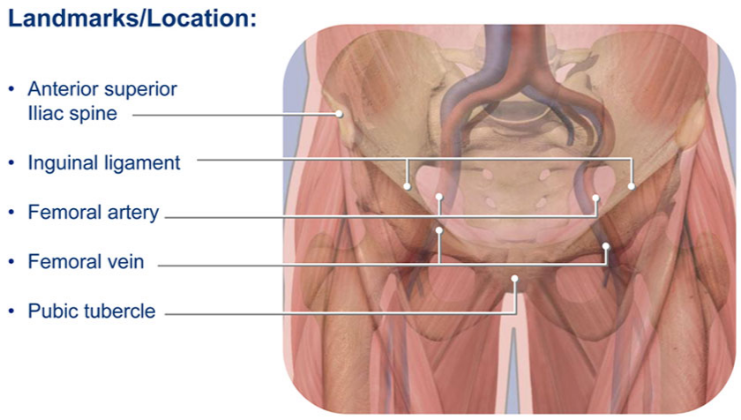 Landmarks/Location:
• Anterior superior
Iliac spine
• Inguinal ligament
• Femoral artery
• Femoral vein
• Pubic tubercle